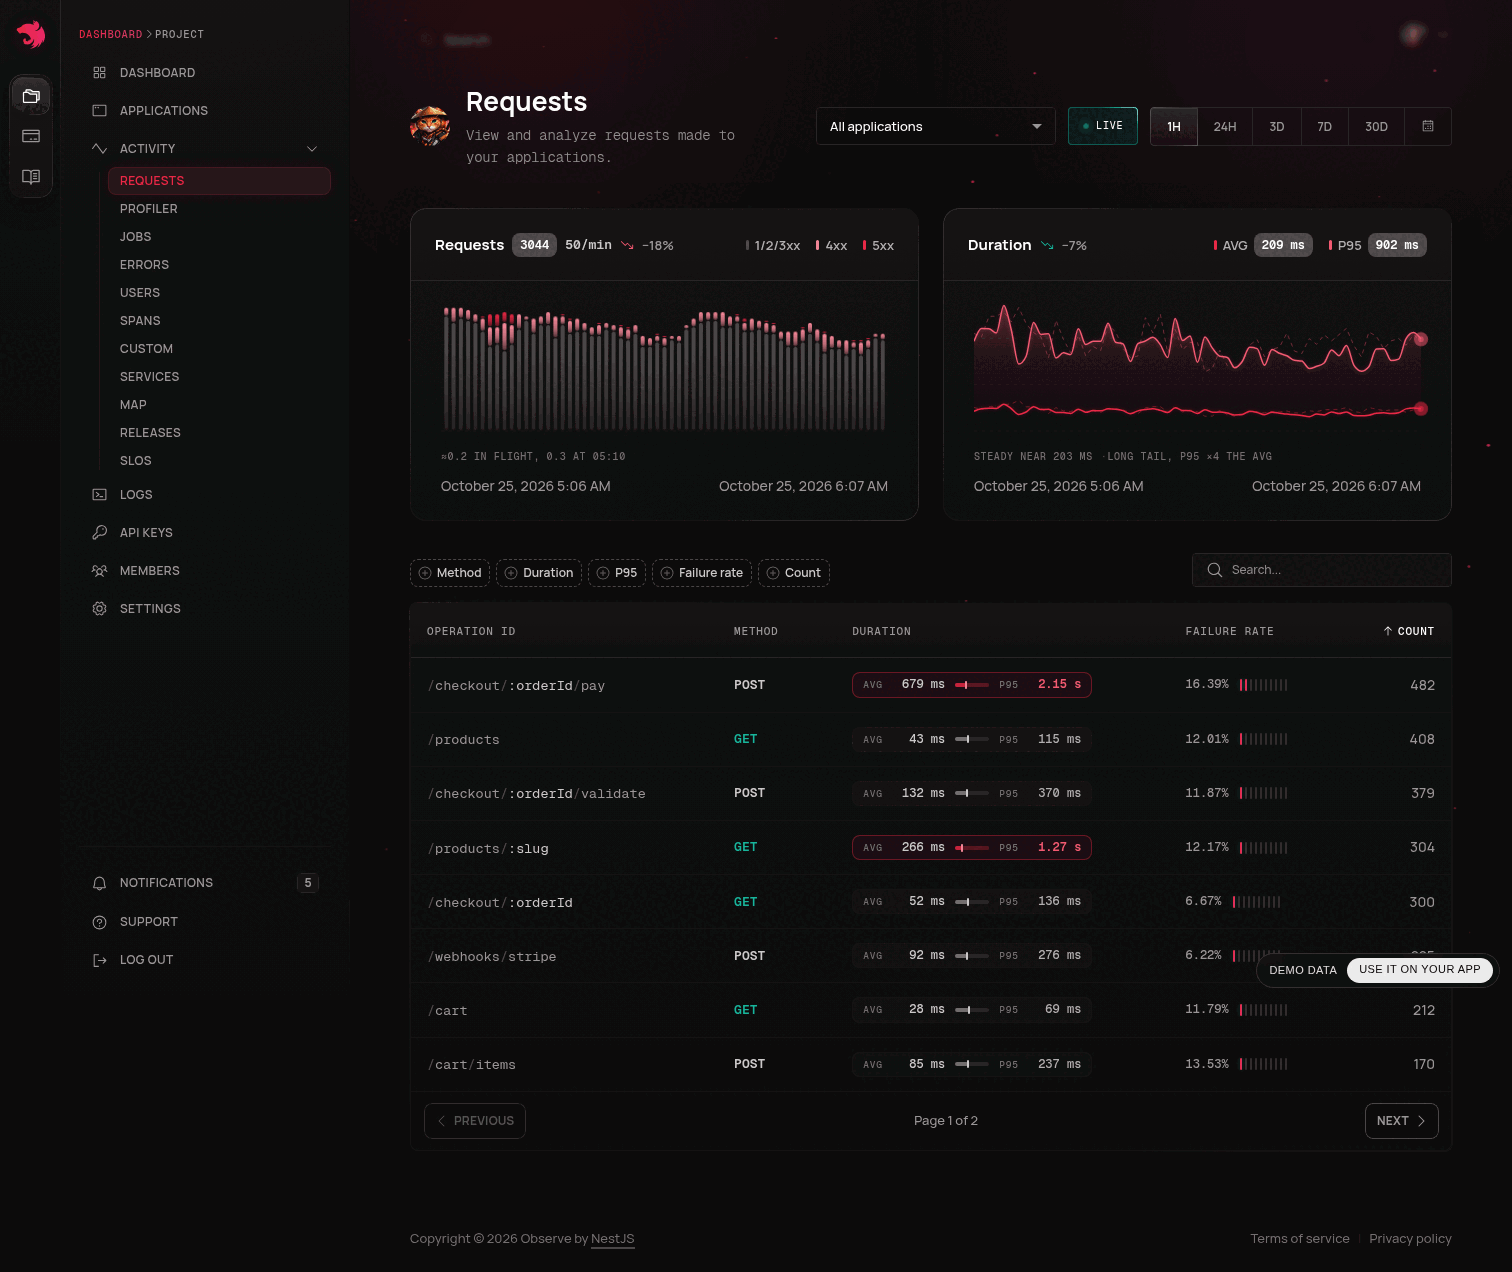 DASHBOARD > PROJECT
DASHBOARD
APPLICATIONS
ACTIVITY
REQUESTS
PROFILER
JOBS
ERRORS
USERS
SPANS
CUSTOM
SERVICES
MAP
RELEASES
SLOS
LOGS
API KEYS
MEMBERS
SETTINGS
NOTIFICATIONS 5
SUPPORT
LOG OUT
Search
Requests
View and analyze requests made to
your applications.
All applications
LIVE
1H 24H 3D 7D 30D
Requests 3044 50/min −18% 1/2/3xx 4xx 5xx
≈0.2 IN FLIGHT, 0.3 AT 05:10
October 25, 2026 5:06 AM October 25, 2026 6:07 AM
Duration −7% AVG 209 ms P95 902 ms
STEADY NEAR 203 MS ·LONG TAIL, P95 ×4 THE AVG
October 25, 2026 5:06 AM October 25, 2026 6:07 AM
Method Duration P95 Failure rate Count
Search...
OPERATION ID METHOD DURATION FAILURE RATE ↑ COUNT
/checkout/:orderId/pay POST AVG 679 ms P95 2.15 s 16.39% 482
/products GET AVG 43 ms P95 115 ms 12.01% 408
/checkout/:orderId/validate POST AVG 132 ms P95 370 ms 11.87% 379
/products/:slug GET AVG 266 ms P95 1.27 s 12.17% 304
/checkout/:orderId GET AVG 52 ms P95 136 ms 6.67% 300
/webhooks/stripe POST AVG 92 ms P95 276 ms 6.22%
DEMO DATA USE IT ON YOUR APP
/cart GET AVG 28 ms P95 69 ms 11.79% 212
/cart/items POST AVG 85 ms P95 237 ms 13.53% 170
PREVIOUS Page 1 of 2 NEXT
Copyright © 2026 Observe by NestJS
Terms of service Privacy policy